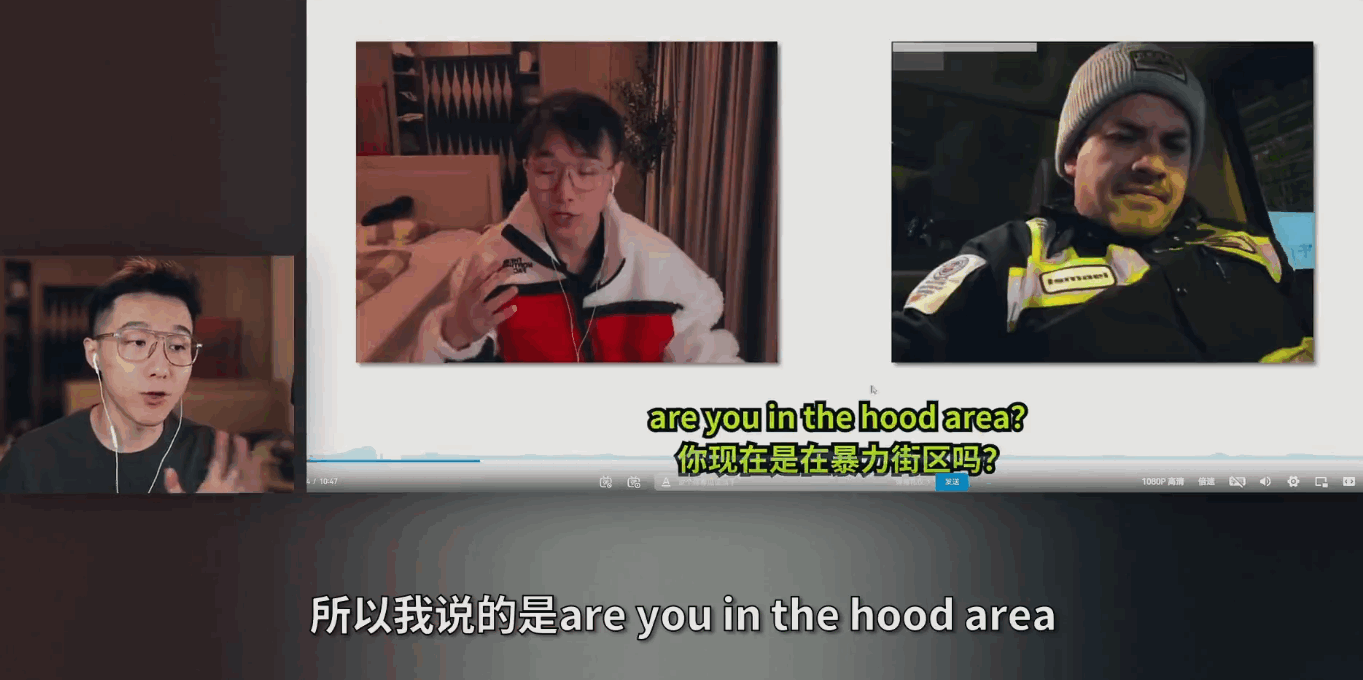 Ismael
are you in the hood area?
你现在是在暴力街区吗?
/ 10:47
发送
1080P 高清
倍速
所以我说的是are you in the hood area